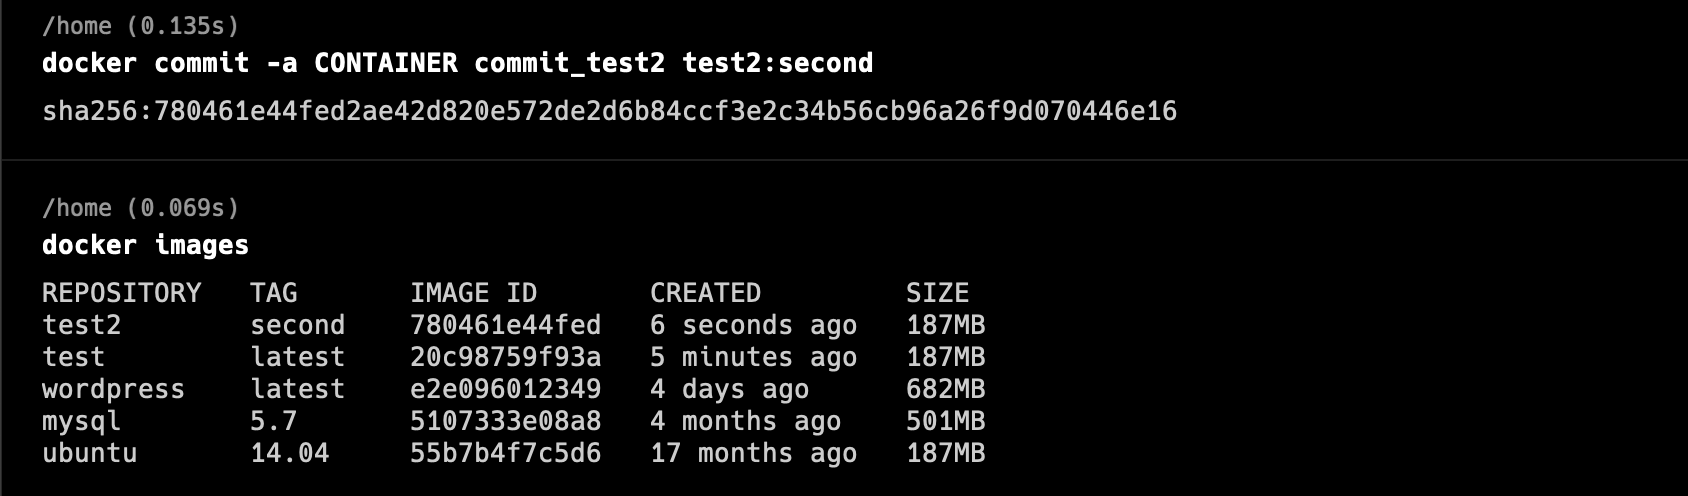 /home (0.135s)
docker commit -a CONTAINER commit_test2 test2:second
sha256:780461e44fed2ae42d820e572de2d6b84ccf3e2c34b56cb96a26f9d070446e16
/home (0.069s)
docker images
REPOSITORY   TAG       IMAGE ID       CREATED         SIZE
test2        second    780461e44fed   6 seconds ago   187MB
test         latest    20c98759f93a   5 minutes ago   187MB
wordpress    latest    e2e096012349   4 days ago      682MB
mysql        5.7       5107333e08a8   4 months ago    501MB
ubuntu       14.04     55b7b4f7c5d6   17 months ago   187MB